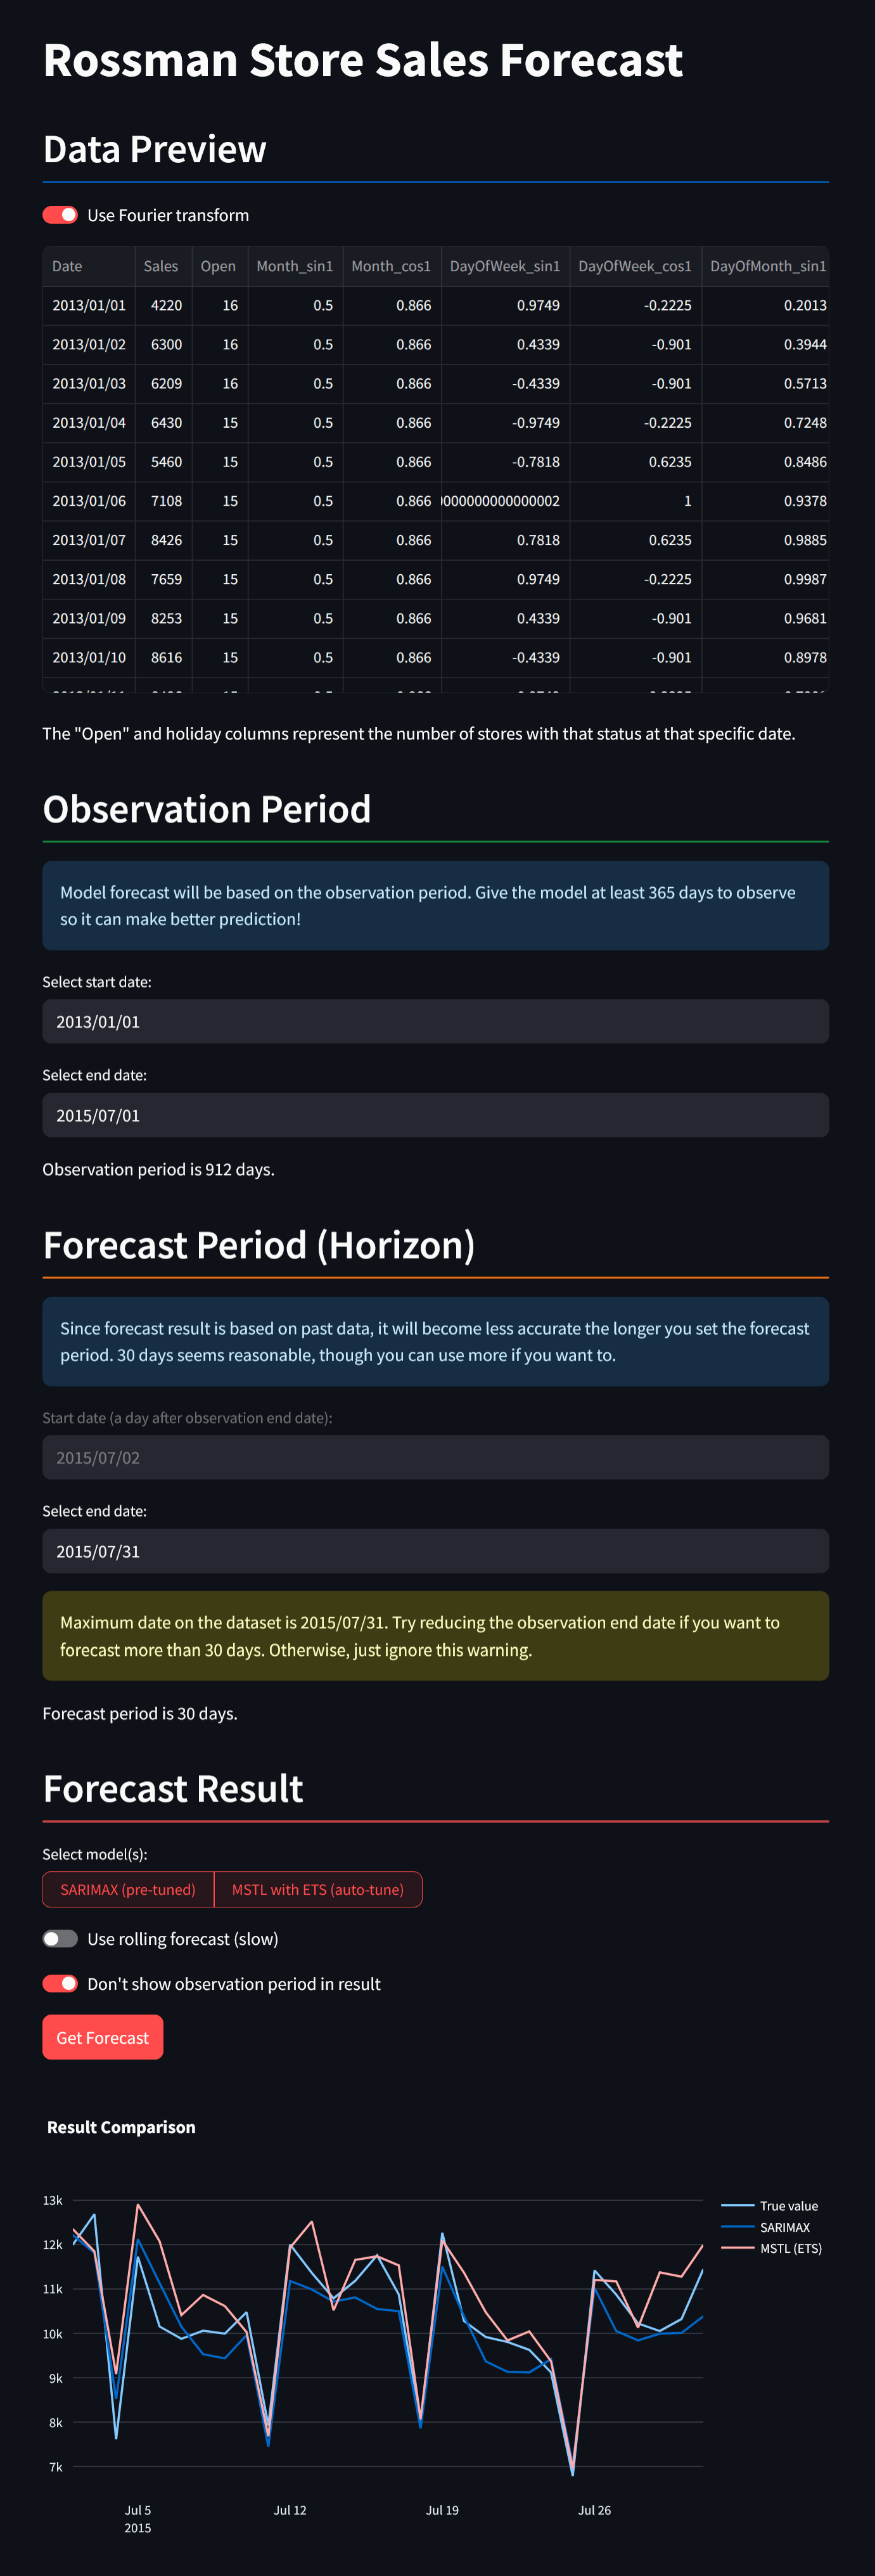 Rossman Store Sales Forecast
Data Preview
Use Fourier transform
Date Sales Open Month_sin1 Month_cos1 DayOfWeek_sin1 DayOfWeek_cos1 DayOfMonth_sin1
2013/01/01 4220 16 0.5 0.866 0.9749 -0.2225 0.2013
2013/01/02 6300 16 0.5 0.866 0.4339 -0.901 0.3944
2013/01/03 6209 16 0.5 0.866 -0.4339 -0.901 0.5713
2013/01/04 6430 15 0.5 0.866 -0.9749 -0.2225 0.7248
2013/01/05 5460 15 0.5 0.866 -0.7818 0.6235 0.8486
2013/01/06 7108 15 0.5 0.866 0000000000000002 1 0.9378
2013/01/07 8426 15 0.5 0.866 0.7818 0.6235 0.9885
2013/01/08 7659 15 0.5 0.866 0.9749 -0.2225 0.9987
2013/01/09 8253 15 0.5 0.866 0.4339 -0.901 0.9681
2013/01/10 8616 15 0.5 0.866 -0.4339 -0.901 0.8978
The "Open" and holiday columns represent the number of stores with that status at that specific date.
Observation Period
Model forecast will be based on the observation period. Give the model at least 365 days to observe
so it can make better prediction!
Select start date:
2013/01/01
Select end date:
2015/07/01
Observation period is 912 days.
Forecast Period (Horizon)
Since forecast result is based on past data, it will become less accurate the longer you set the forecast
period. 30 days seems reasonable, though you can use more if you want to.
Start date (a day after observation end date):
2015/07/02
Select end date:
2015/07/31
Maximum date on the dataset is 2015/07/31. Try reducing the observation end date if you want to
forecast more than 30 days. Otherwise, just ignore this warning.
Forecast period is 30 days.
Forecast Result
Select model(s):
SARIMAX (pre-tuned) MSTL with ETS (auto-tune)
Use rolling forecast (slow)
Don't show observation period in result
Get Forecast
Result Comparison
13k
12k
11k
10k
9k
8k
7k
True value
SARIMAX
MSTL (ETS)
Jul 5 Jul 12 Jul 19 Jul 26
2015